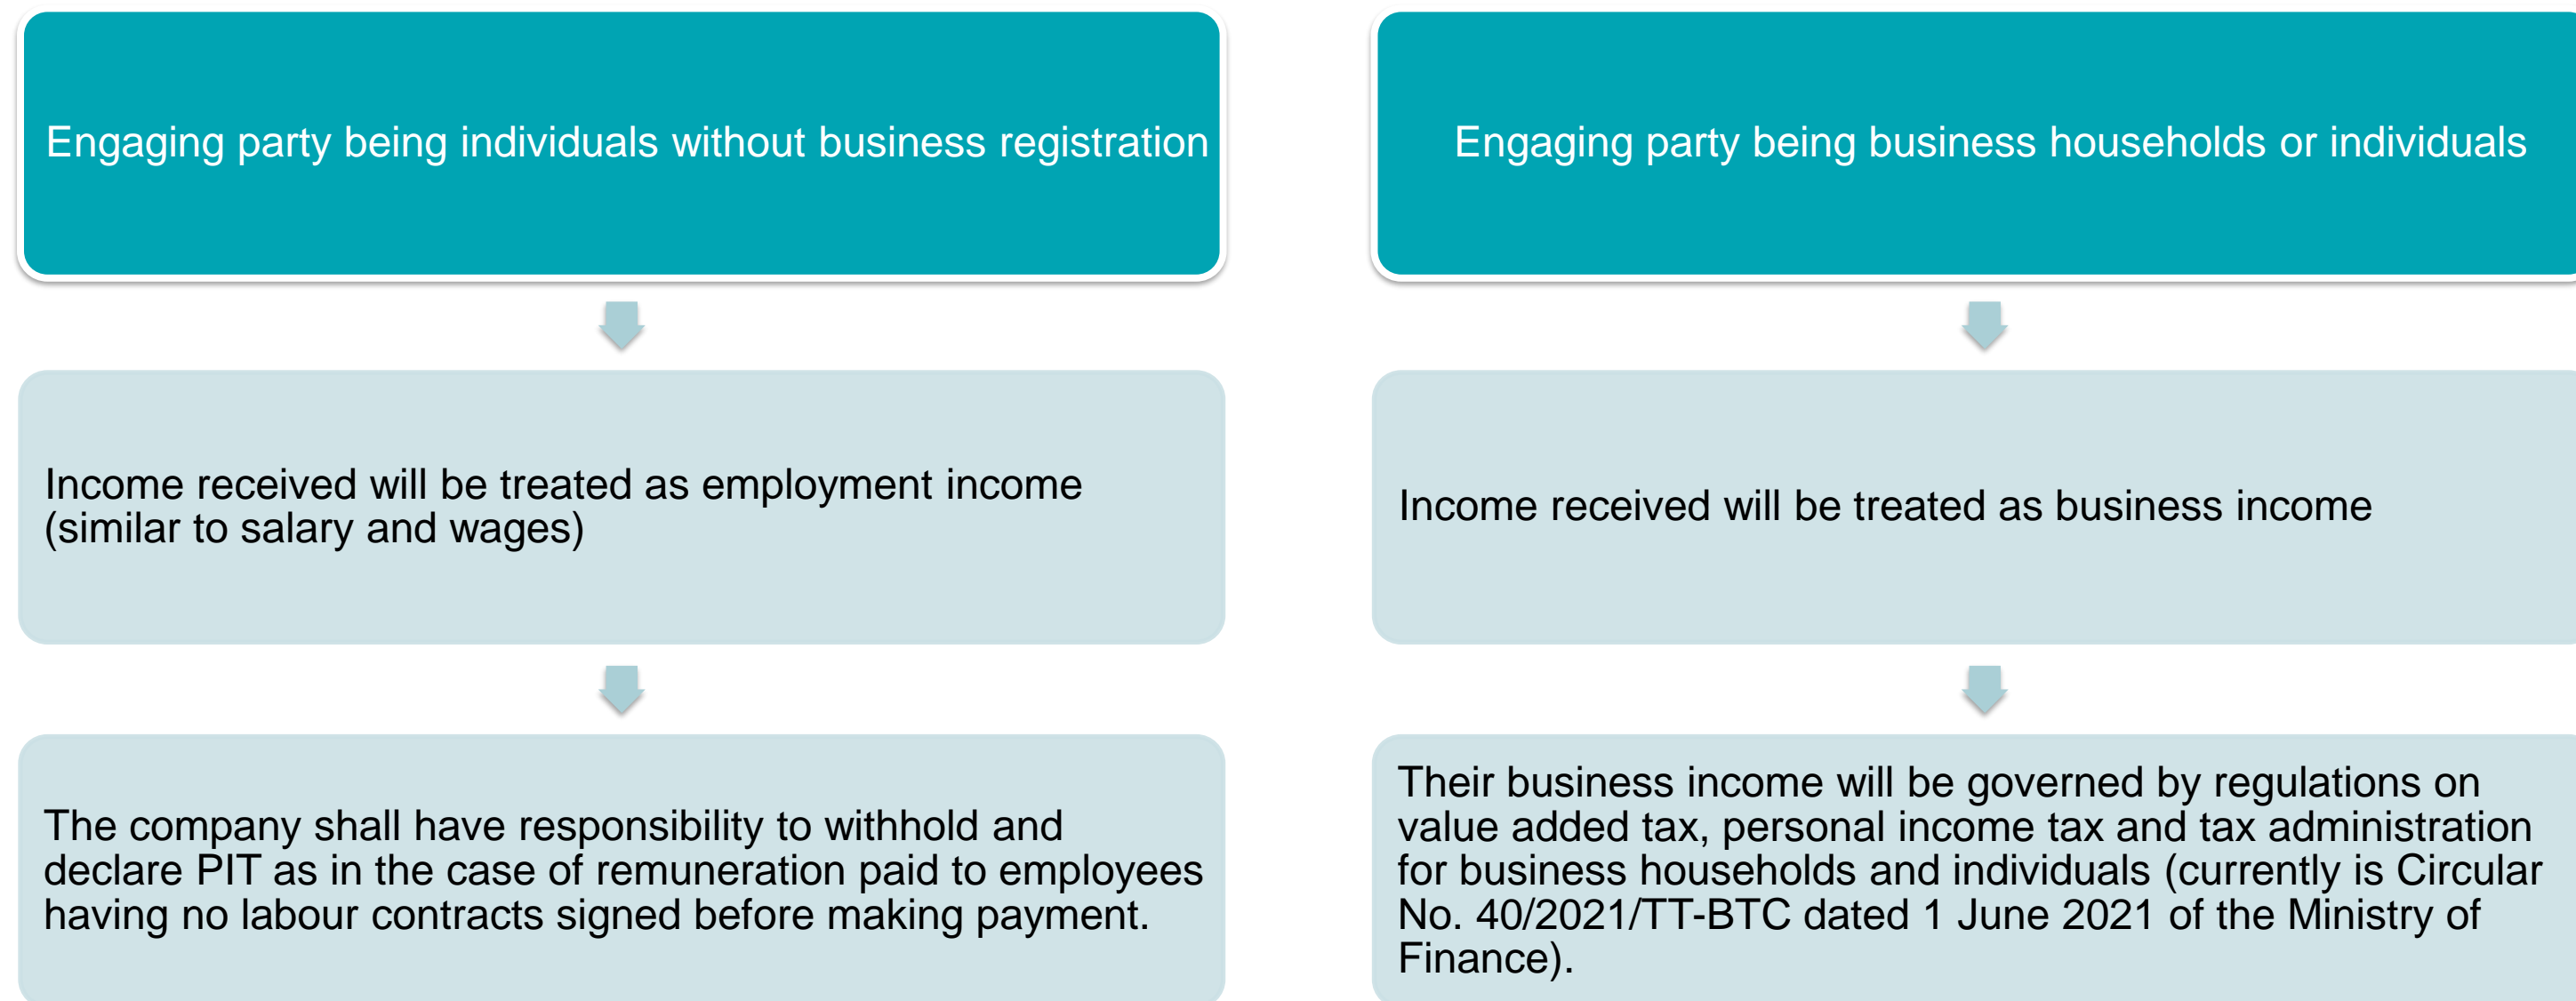 Engaging party being individuals without business registration
Income received will be treated as employment income
(similar to salary and wages)
The company shall have responsibility to withhold and
declare PIT as in the case of remuneration paid to employees
having no labour contracts signed before making payment.
Engaging party being business households or individuals
Income received will be treated as business income
Their business income will be governed by regulations on
value added tax, personal income tax and tax administration
for business households and individuals (currently is Circular
No. 40/2021/TT-BTC dated 1 June 2021 of the Ministry of
Finance).